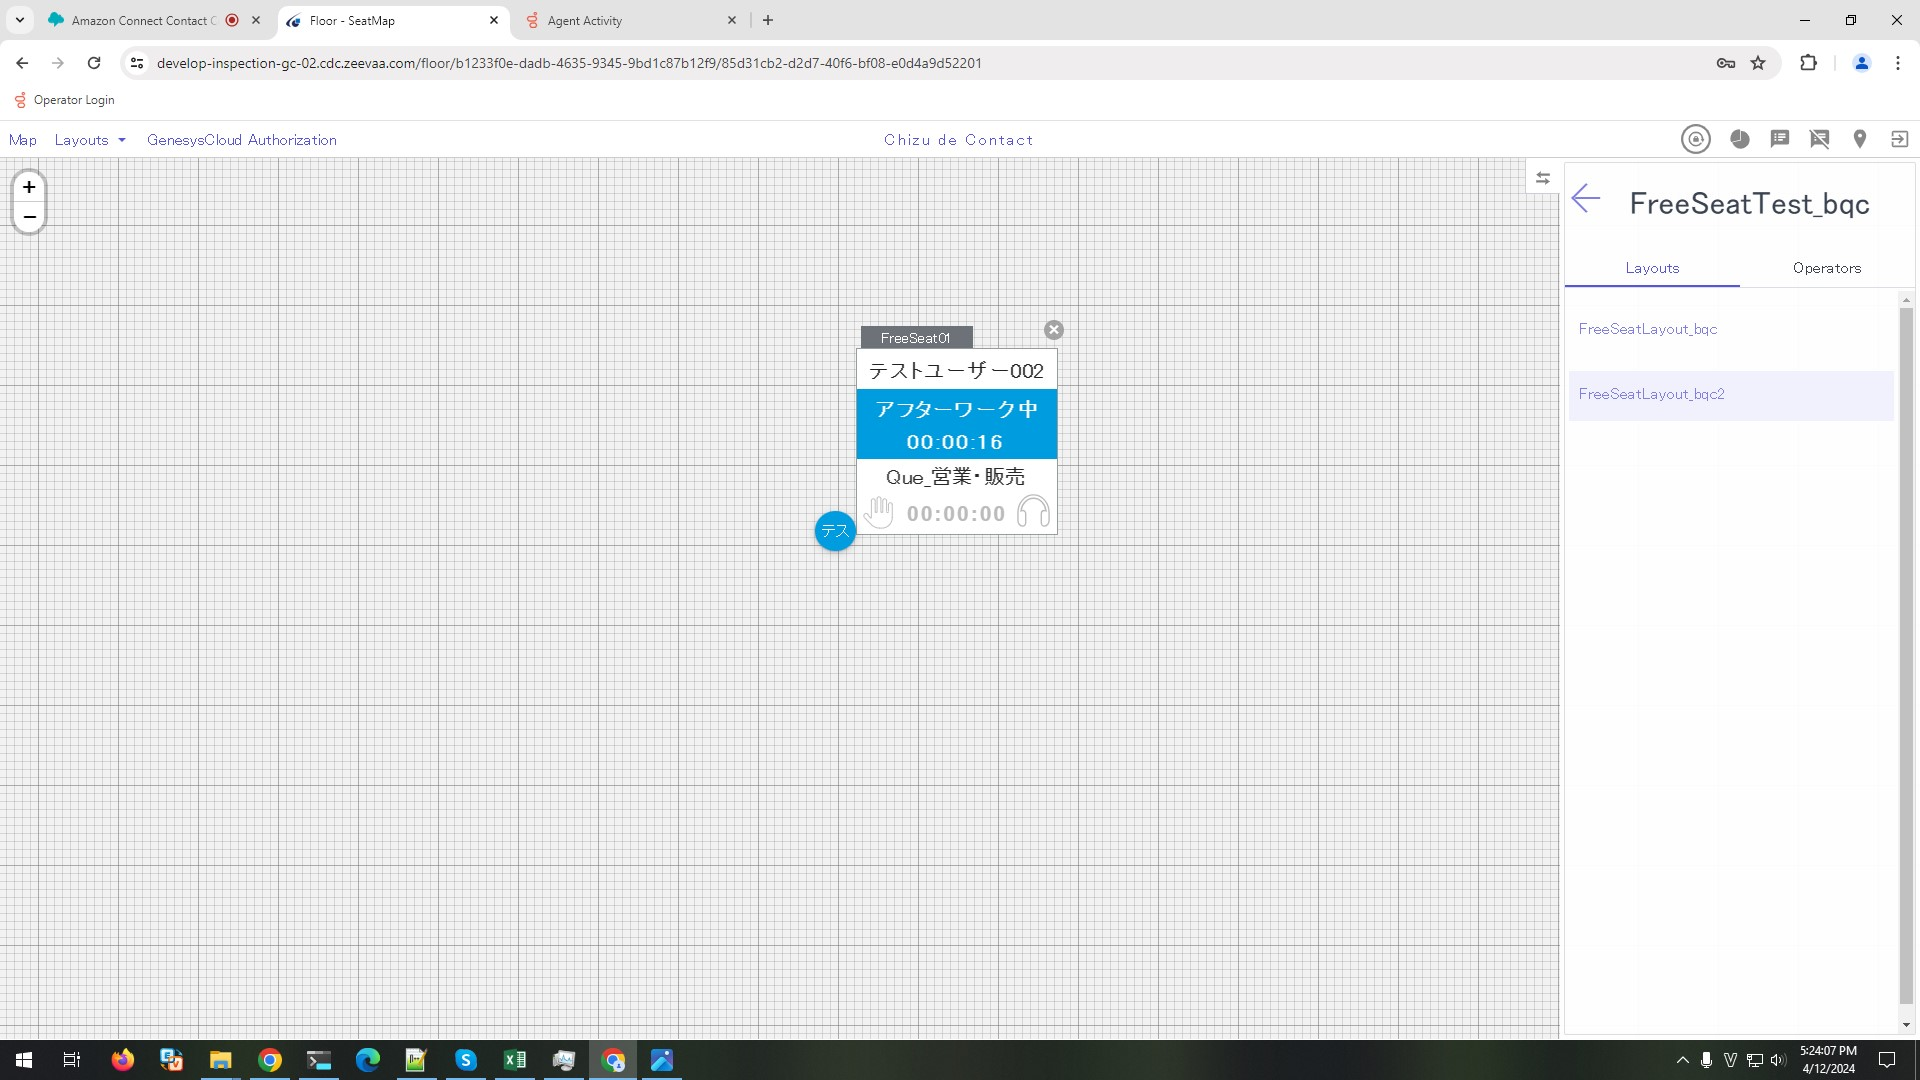 Amazon Connect Contact C
Floor - SeatMap
Agent Activity
develop-inspection-gc-02.cdc.zeevaa.com/floor/b1233f0e-dadb-4635-9345-9bd1c87b12f9/85d31cb2-d2d7-40f6-bf08-e0d4a9d52201
Operator Login
Map Layouts GenesysCloud Authorization
Chizu de Contact
+
−
FreeSeatTest_bqc
Layouts Operators
FreeSeatLayout_bqc
FreeSeatLayout_bqc2
FreeSeat01
テストユーザー002
アフターワーク中
00:00:16
Que_営業・販売
00:00:00
テス
5:24:07 PM
4/12/2024